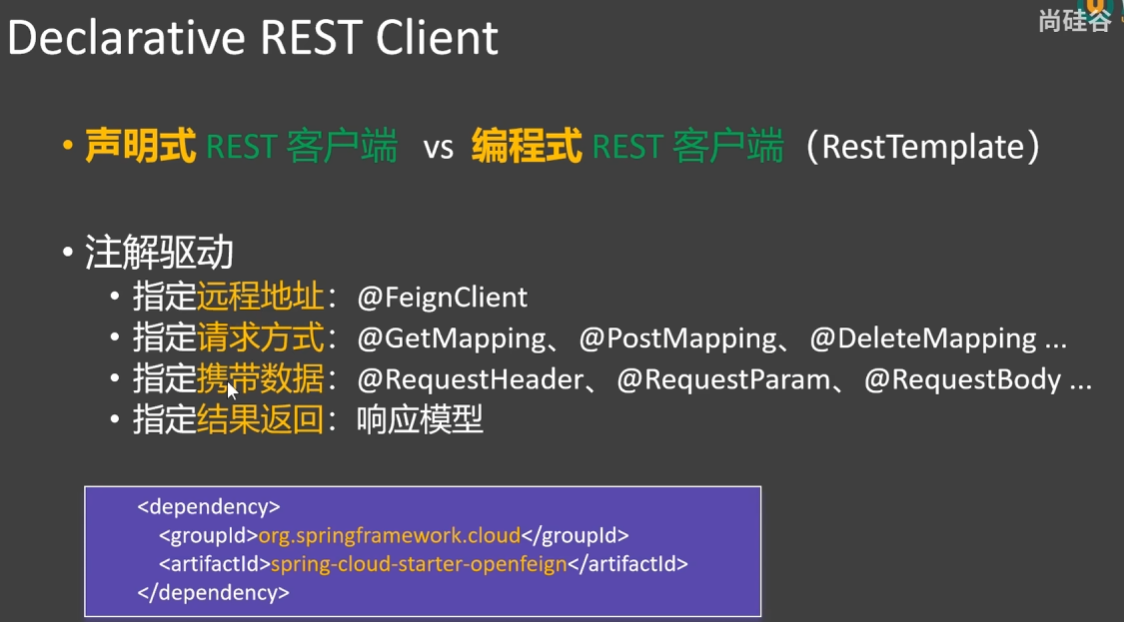 Declarative REST Client
尚硅谷
• 声明式 REST 客户端 vs 编程式 REST 客户端（RestTemplate）
• 注解驱动
• 指定远程地址：@FeignClient
• 指定请求方式：@GetMapping、@PostMapping、@DeleteMapping ...
• 指定携带数据：@RequestHeader、@RequestParam、@RequestBody ...
• 指定结果返回：响应模型
<dependency>
<groupId>org.springframework.cloud</groupId>
<artifactId>spring-cloud-starter-openfeign</artifactId>
</dependency>